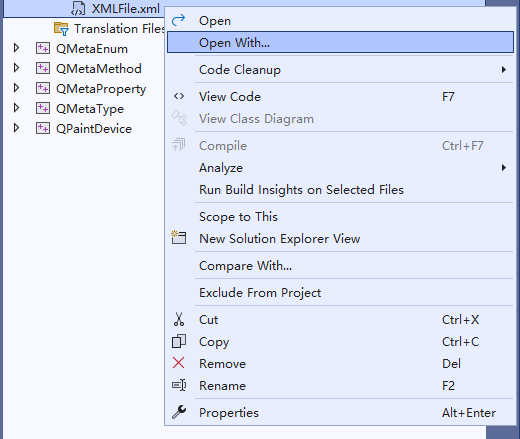 XMLFile.xml
Translation Files
QMetaEnum
QMetaMethod
QMetaProperty
QMetaType
QPaintDevice
Open
Open With...
Code Cleanup
View Code F7
View Class Diagram
Compile Ctrl+F7
Analyze
Run Build Insights on Selected Files
Scope to This
New Solution Explorer View
Compare With...
Exclude From Project
Cut Ctrl+X
Copy Ctrl+C
Remove Del
Rename F2
Properties Alt+Enter